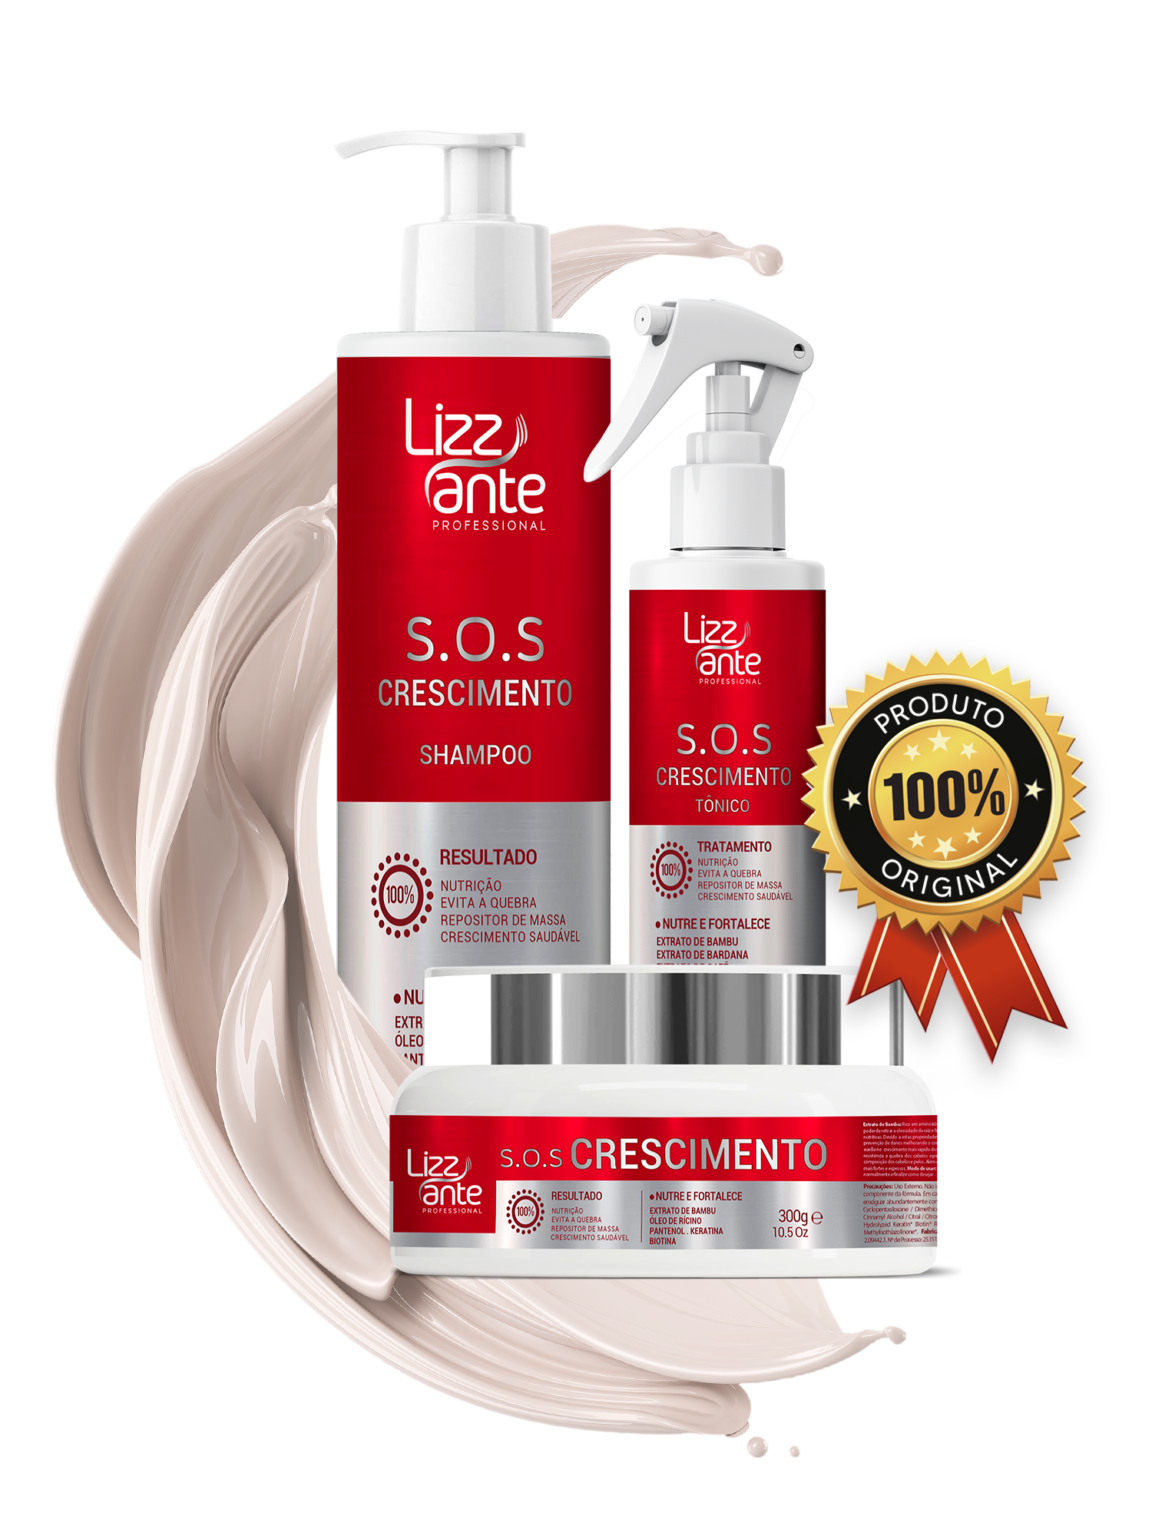 Lizz
ante
PROFESSIONAL
S.O.S
CRESCIMENTO
SHAMPOO
RESULTADO
100%
NUTRIÇÃO
EVITA A QUEBRA
REPOSITOR DE MASSA
CRESCIMENTO SAUDÁVEL
Lizz
ante
PROFESSIONAL
S.O.S
CRESCIMENTO
TÔNICO
TRATAMENTO
100%
NUTRIÇÃO
EVITA A QUEBRA
REPOSITOR DE MASSA
CRESCIMENTO SAUDÁVEL
•NUTRE E FORTALECE
EXTRATO DE BAMBU
EXTRATO DE BARDANA
PRODUTO
100%
ORIGINAL
Lizz
ante
PROFESSIONAL
S.O.S CRESCIMENTO
RESULTADO
100%
NUTRIÇÃO
EVITA A QUEBRA
REPOSITOR DE MASSA
CRESCIMENTO SAUDÁVEL
•NUTRE E FORTALECE
EXTRATO DE BAMBU
ÓLEO DE RÍCINO
PANTENOL . KERATINA
BIOTINA
300g ℮
10.5 Oz